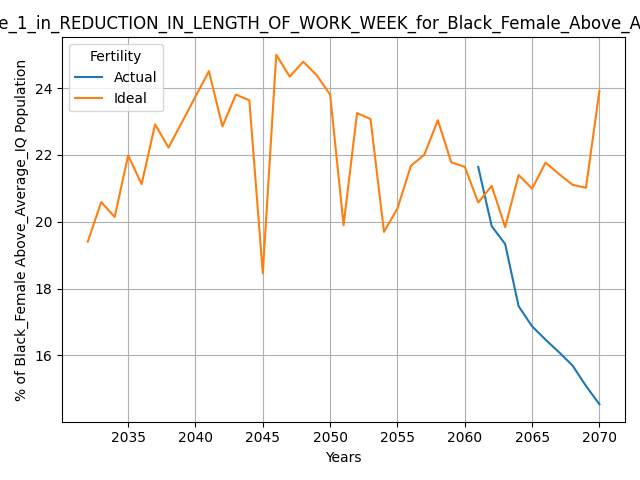 e_1_in_REDUCTION_IN_LENGTH_OF_WORK_WEEK_for_Black_Female_Above_A
Fertility
Actual
Ideal
% of Black_Female Above_Average_IQ Population
24
22
20
18
16
2035 2040 2045 2050 2055 2060 2065 2070
Years